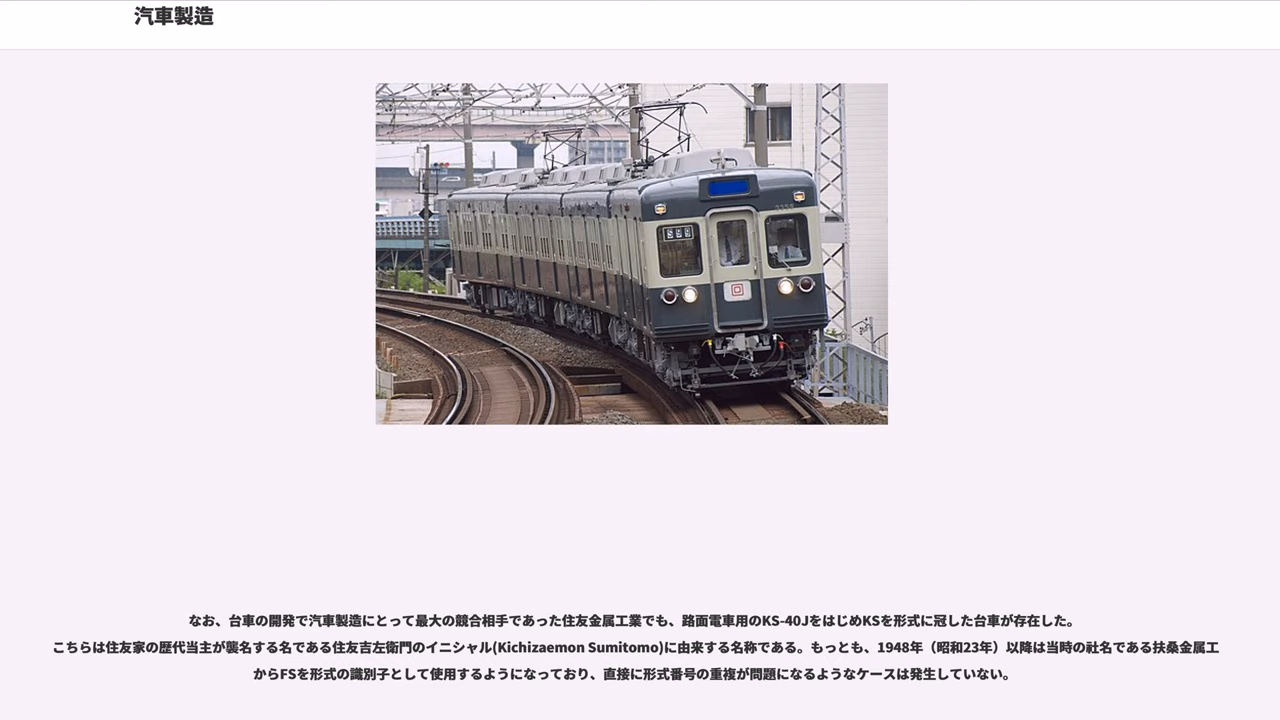 汽車製造
なお、台車の開発で汽車製造にとって最大の競合相手であった住友金属工業でも、路面電車用のKS-40JをはじめKSを形式に冠した台車が存在した。
こちらは住友家の歴代当主が襲名する名である住友吉左衛門のイニシャル(Kichizaemon Sumitomo)に由来する名称である。もっとも、1948年（昭和23年）以降は当時の社名である扶桑金属工
からFSを形式の識別子として使用するようになっており、直接に形式番号の重複が問題になるようなケースは発生していない。